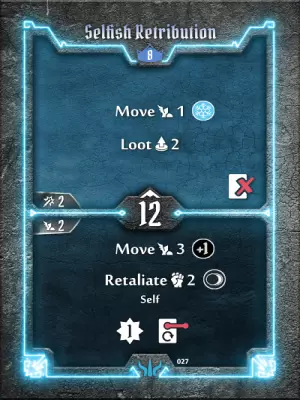 Selfish Retribution
8
Move 1
Loot 2
2
12
2
Move 3 +1
Retaliate 2
Self
1
027